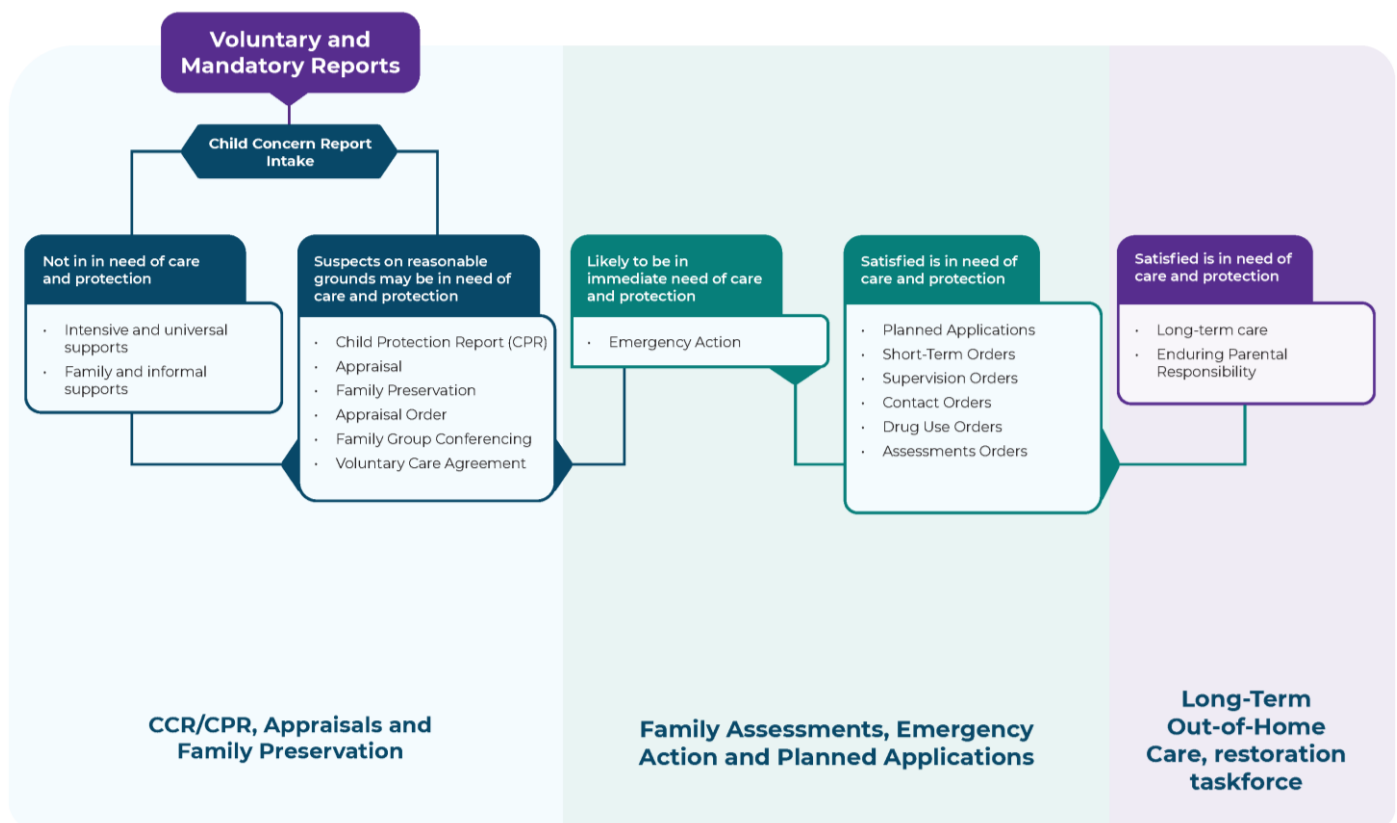 Voluntary and
Mandatory Reports
Child Concern Report
Intake
Not in in need of care
and protection
• Intensive and universal
supports
• Family and informal
supports
Suspects on reasonable
grounds may be in need of
care and protection
• Child Protection Report (CPR)
• Appraisal
• Family Preservation
• Appraisal Order
• Family Group Conferencing
• Voluntary Care Agreement
Likely to be in
immediate need of care
and protection
• Emergency Action
Satisfied is in need of
care and protection
• Planned Applications
• Short-Term Orders
• Supervision Orders
• Contact Orders
• Drug Use Orders
• Assessments Orders
Satisfied is in need of
care and protection
• Long-term care
• Enduring Parental
Responsibility
CCR/CPR, Appraisals and
Family Preservation
Family Assessments, Emergency
Action and Planned Applications
Long-Term
Out-of-Home
Care, restoration
taskforce